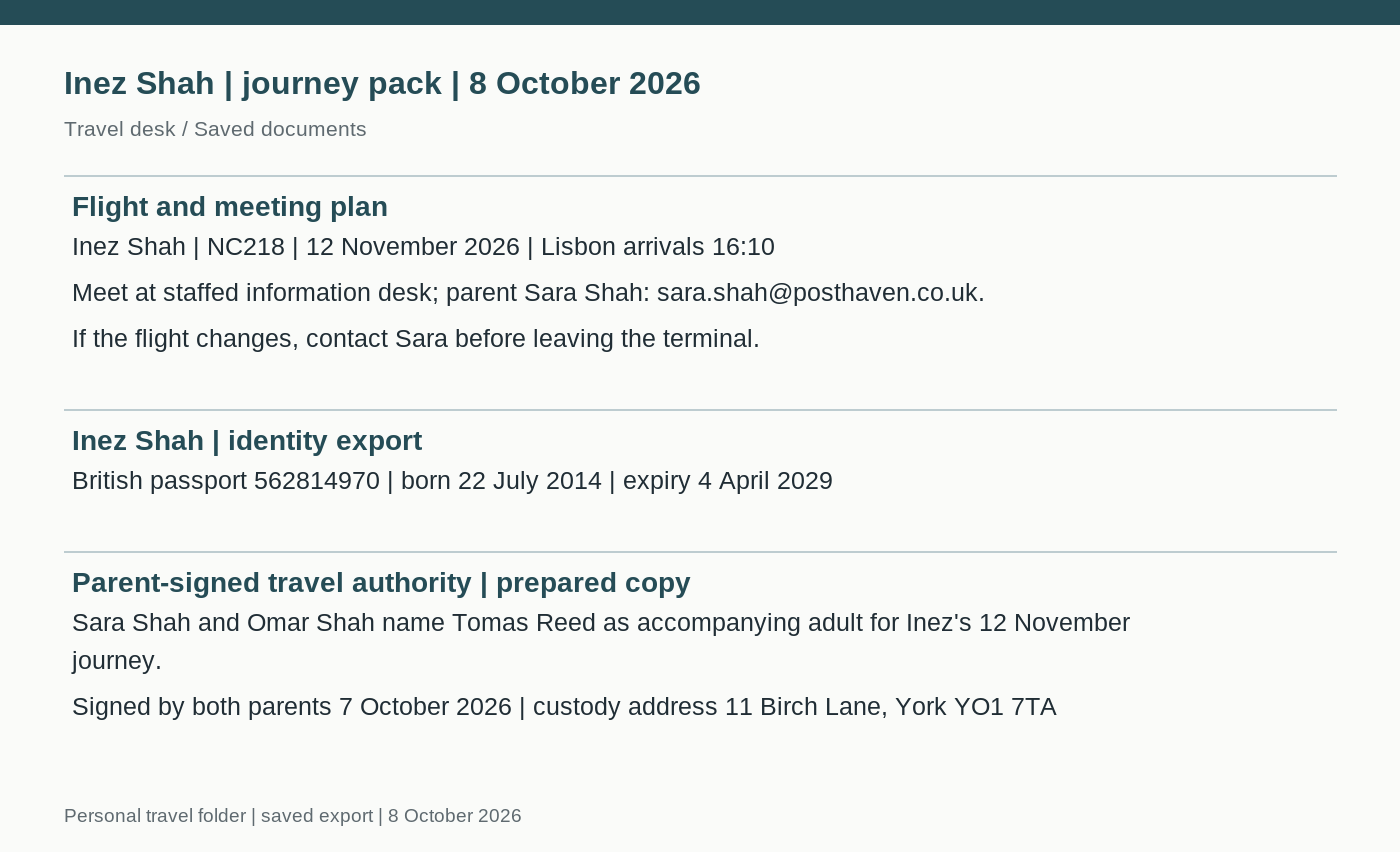 Inez Shah | journey pack | 8 October 2026
Travel desk / Saved documents
Flight and meeting plan
Inez Shah | NC218 | 12 November 2026 | Lisbon arrivals 16:10
Meet at staffed information desk; parent Sara Shah: sara.shah@posthaven.co.uk.
If the flight changes, contact Sara before leaving the terminal.
Inez Shah | identity export
British passport 562814970 | born 22 July 2014 | expiry 4 April 2029
Parent-signed travel authority | prepared copy
Sara Shah and Omar Shah name Tomas Reed as accompanying adult for Inez's 12 November
journey.
Signed by both parents 7 October 2026 | custody address 11 Birch Lane, York YO1 7TA
Personal travel folder | saved export | 8 October 2026